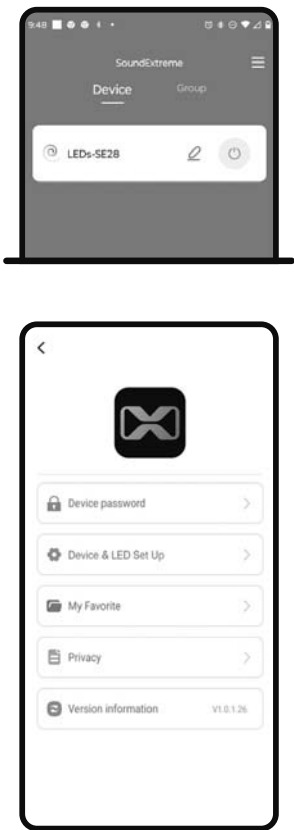 9:48
SoundExtreme
Device
Group
LEDs-SE28
Device password
Device & LED Set Up
My Favorite
Privacy
Version information V1.0.1.26